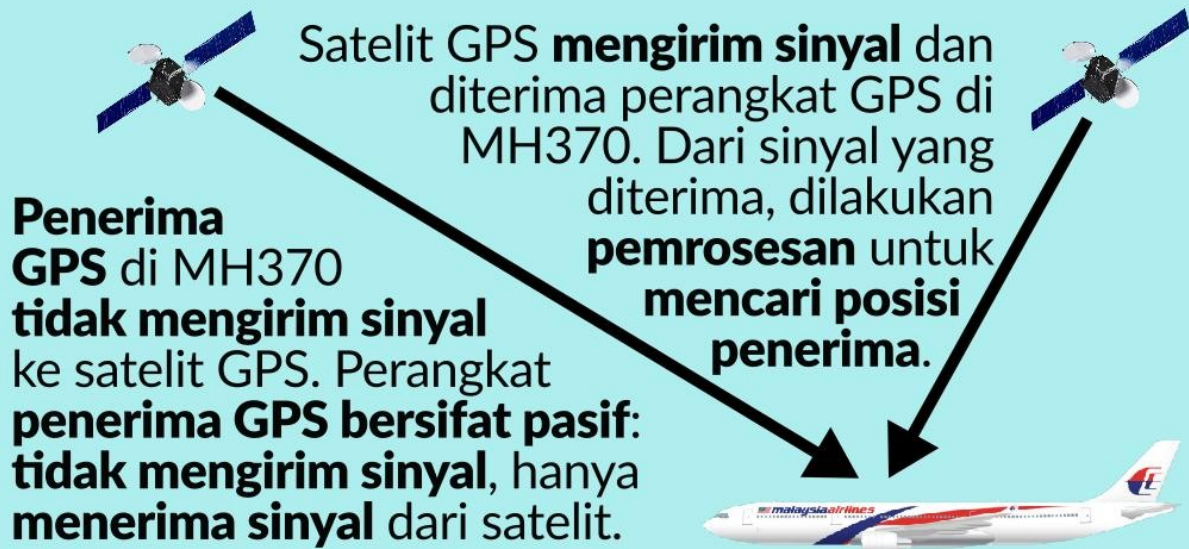 Satelit GPS mengirim sinyal dan
diterima perangkat GPS di
MH370. Dari sinyal yang
diterima, dilakukan
pemrosesan untuk
mencari posisi
penerima.
Penerima
GPS di MH370
tidak mengirim sinyal
ke satelit GPS. Perangkat
penerima GPS bersifat pasif:
tidak mengirim sinyal, hanya
menerima sinyal dari satelit.
malaysiaairlines